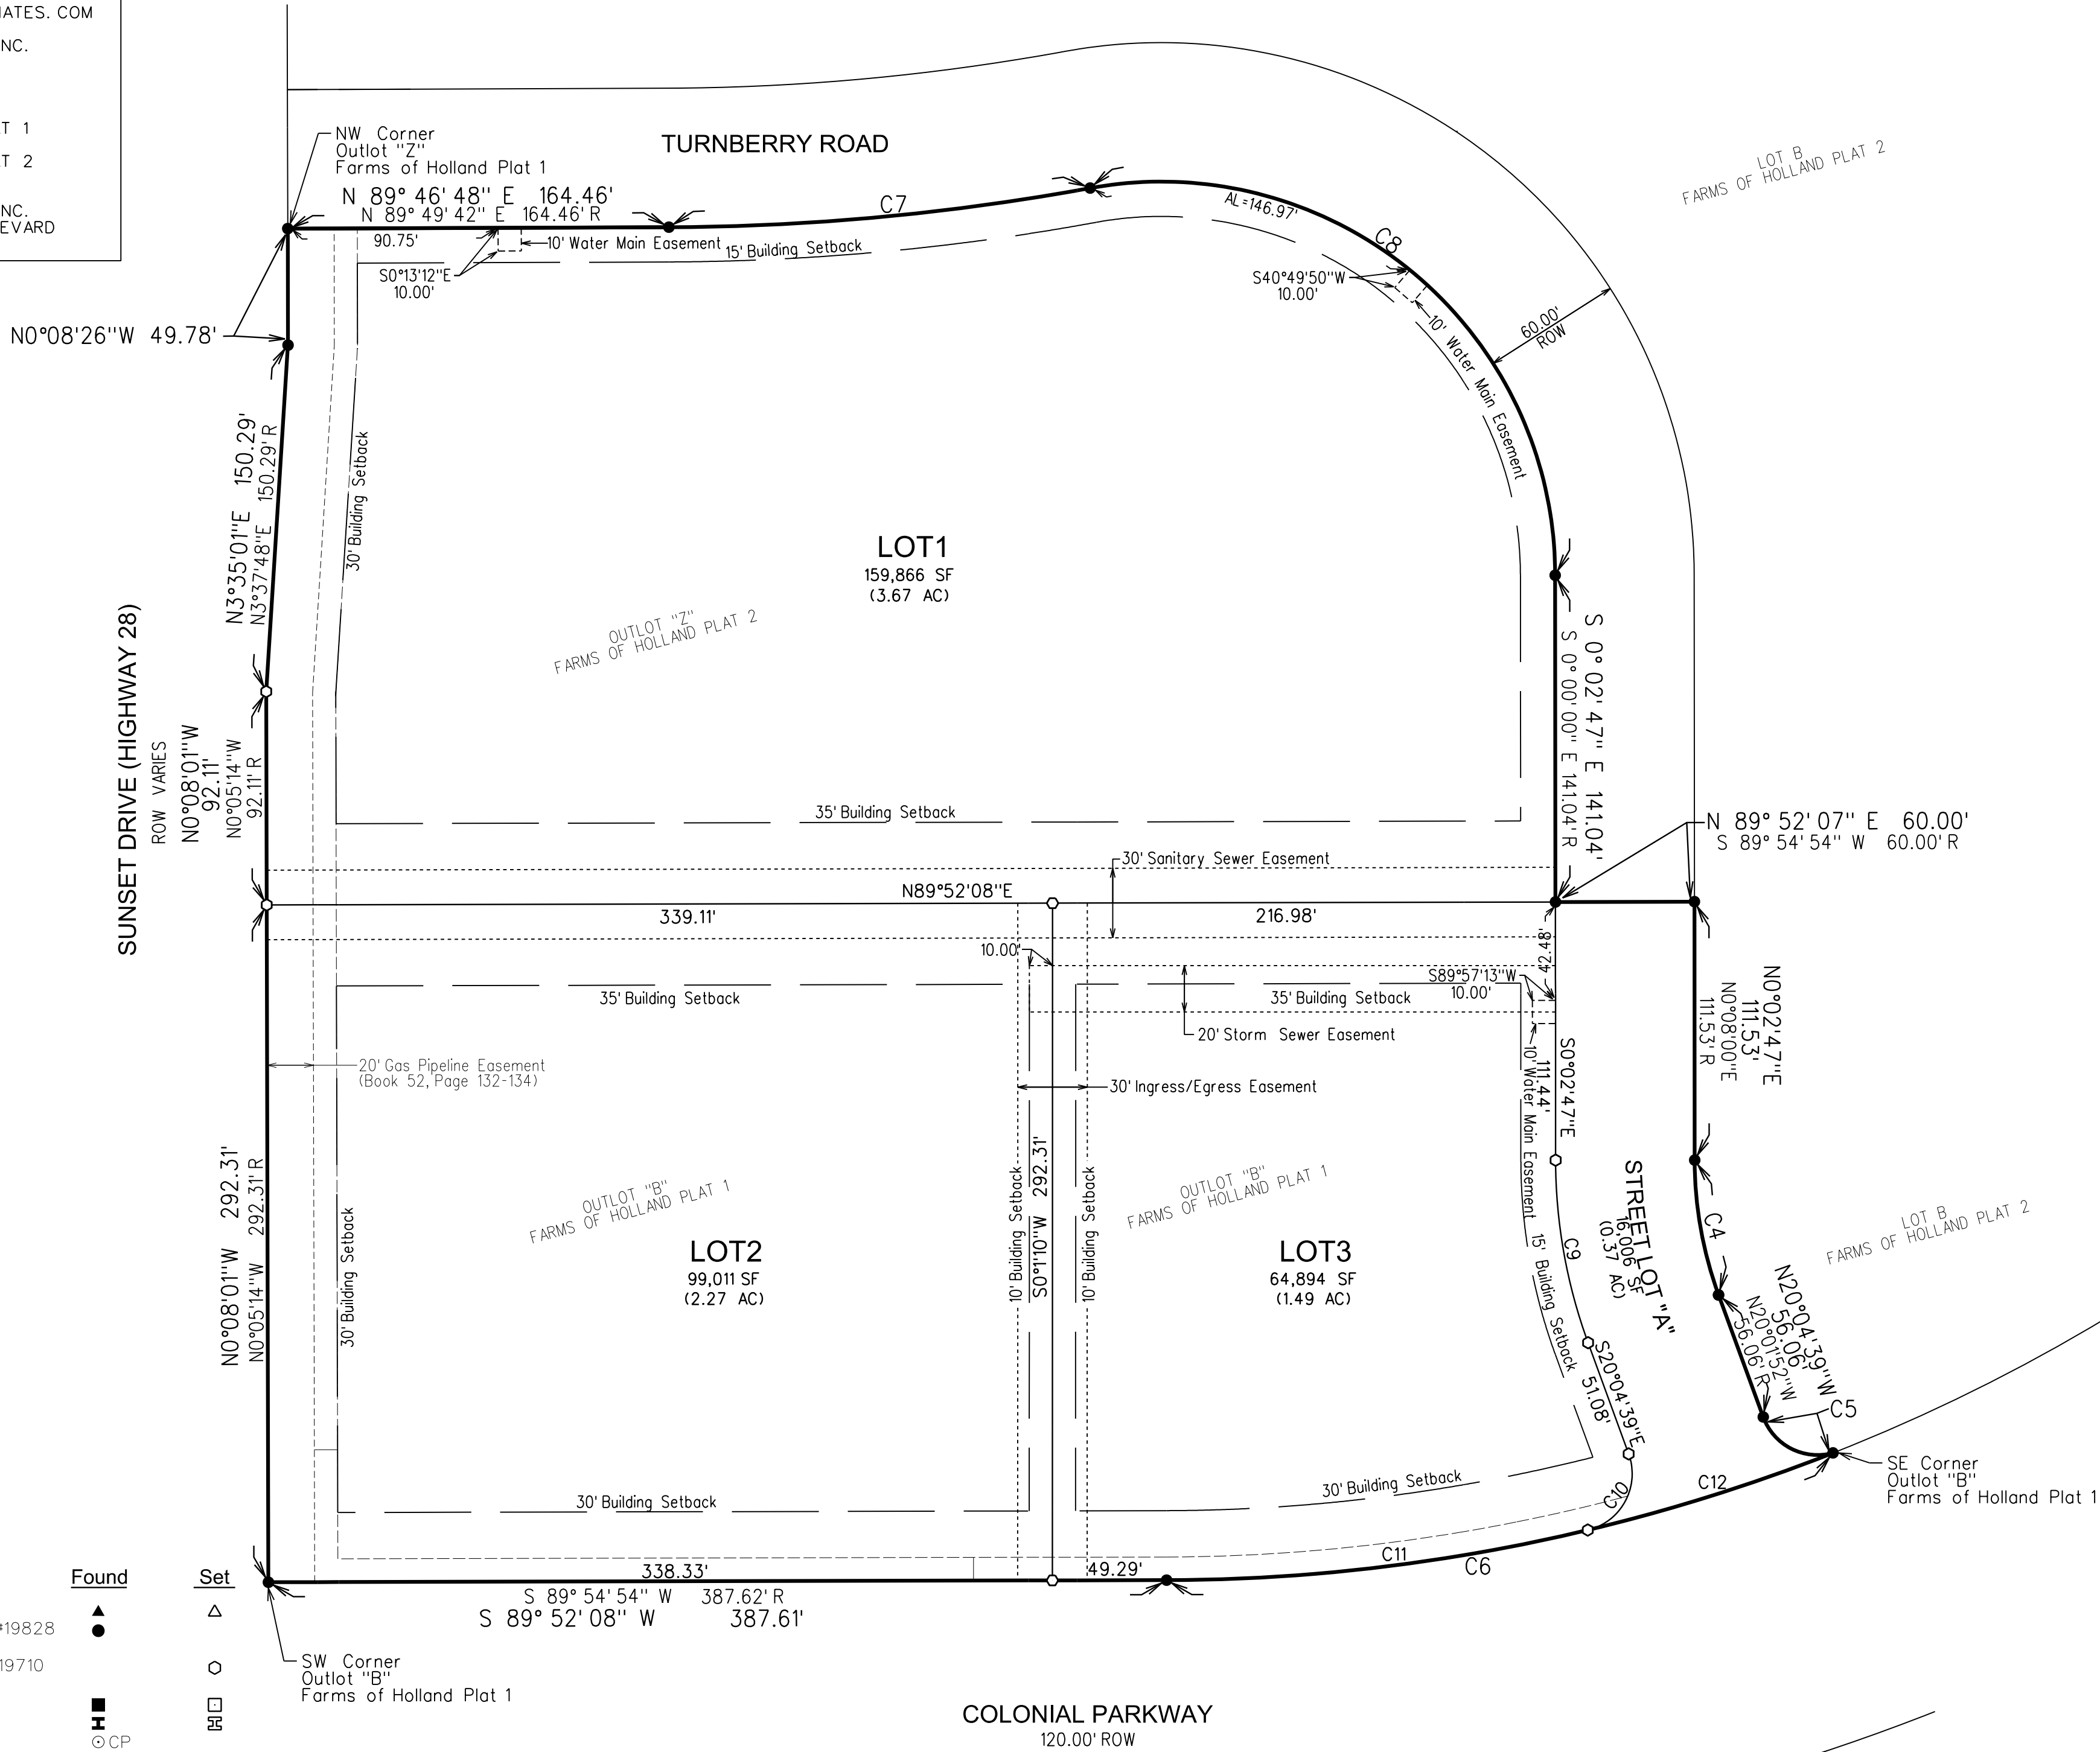 ATES. COM
NC.
T 1
T 2
NC.
EVARD
NW Corner
Outlot "Z"
Farms of Holland Plat 1
TURNBERRY ROAD
LOT B
FARMS OF HOLLAND PLAT 2
N 89° 46' 48" E 164.46'
N 89° 49' 42" E 164.46' R
90.75'
10' Water Main Easement
15' Building Setback
S0°13'12"E
10.00'
C7
AL=146.97'
C8
S40°49'50"W
10.00'
10' Water Main Easement
60.00'
ROW
N0°08'26"W 49.78'
N3°35'01"E 150.29'
N3°37'48"E 150.29' R
30' Building Setback
LOT1
159,866 SF
(3.67 AC)
OUTLOT "Z"
FARMS OF HOLLAND PLAT 2
SUNSET DRIVE (HIGHWAY 28)
ROW VARIES
N0°08'01"W
92.11'
N0°05'14"W
92.11' R
S 0° 02' 47" E 141.04'
S 0° 00' 00" E 141.04' R
35' Building Setback
N 89° 52' 07" E 60.00'
S 89° 54' 54" W 60.00' R
30' Sanitary Sewer Easement
N89°52'08"E
339.11'
216.98'
10.00'
42.48'
S89°57'13"W
10.00'
35' Building Setback
35' Building Setback
20' Storm Sewer Easement
20' Gas Pipeline Easement
(Book 52, Page 132-134)
30' Ingress/Egress Easement
10' Water Main Easement
111.44'
S0°02'47"E
N0°02'47"E
111.53'
N0°08'00"E
111.53' R
N0°08'01"W 292.31'
N0°05'14"W 292.31' R
30' Building Setback
OUTLOT "B"
FARMS OF HOLLAND PLAT 1
LOT2
99,011 SF
(2.27 AC)
10' Building Setback
S0°11'10"W 292.31'
10' Building Setback
OUTLOT "B"
FARMS OF HOLLAND PLAT 1
LOT3
64,894 SF
(1.49 AC)
15' Building Setback
C9
STREET LOT "A"
16,006 SF
(0.37 AC)
C4
LOT B
FARMS OF HOLLAND PLAT 2
S20°04'39"E
51.08'
N20°04'39"W
56.06'
N20°01'52"W
56.06' R
C5
SE Corner
Outlot "B"
Farms of Holland Plat 1
30' Building Setback
30' Building Setback
C10
C12
C11
C6
338.33'
49.29'
S 89° 54' 54" W 387.62' R
S 89° 52' 08" W 387.61'
Found
Set
19828
19710
CP
SW Corner
Outlot "B"
Farms of Holland Plat 1
COLONIAL PARKWAY
120.00' ROW